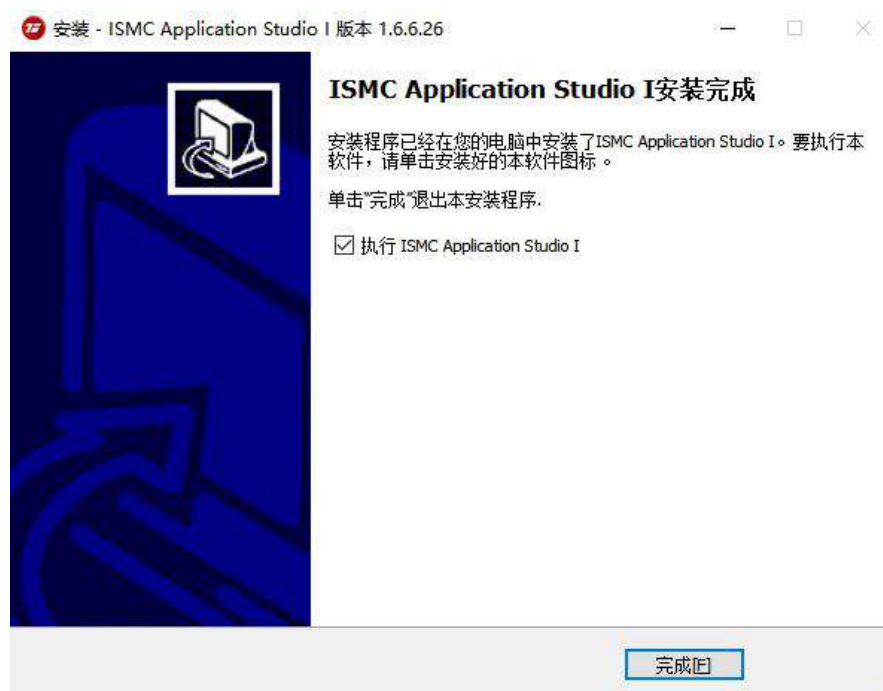 安装 - ISMC Application Studio I 版本 1.6.6.26
ISMC Application Studio I安装完成
安装程序已经在您的电脑中安装了ISMC Application Studio I。要执行本
软件，请单击安装好的本软件图标。
单击"完成"退出本安装程序.
执行 ISMC Application Studio I
完成[F]